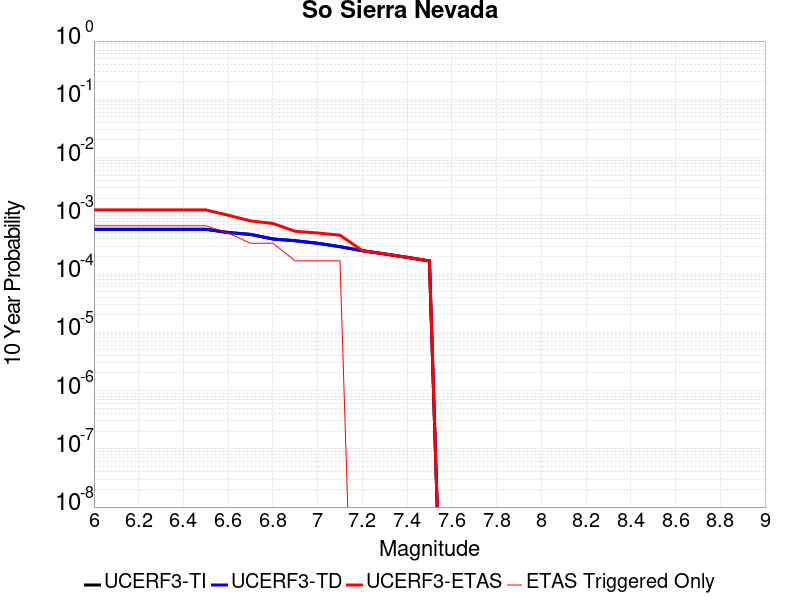 So Sierra Nevada
10 0
10 -1
10 -2
10 -3
10 -4
10 -5
10 -6
10 -7
10 -8
10 Year Probability
6 6.2 6.4 6.6 6.8 7 7.2 7.4 7.6 7.8 8 8.2 8.4 8.6 8.8 9
Magnitude
UCERF3-TI UCERF3-TD UCERF3-ETAS ETAS Triggered Only